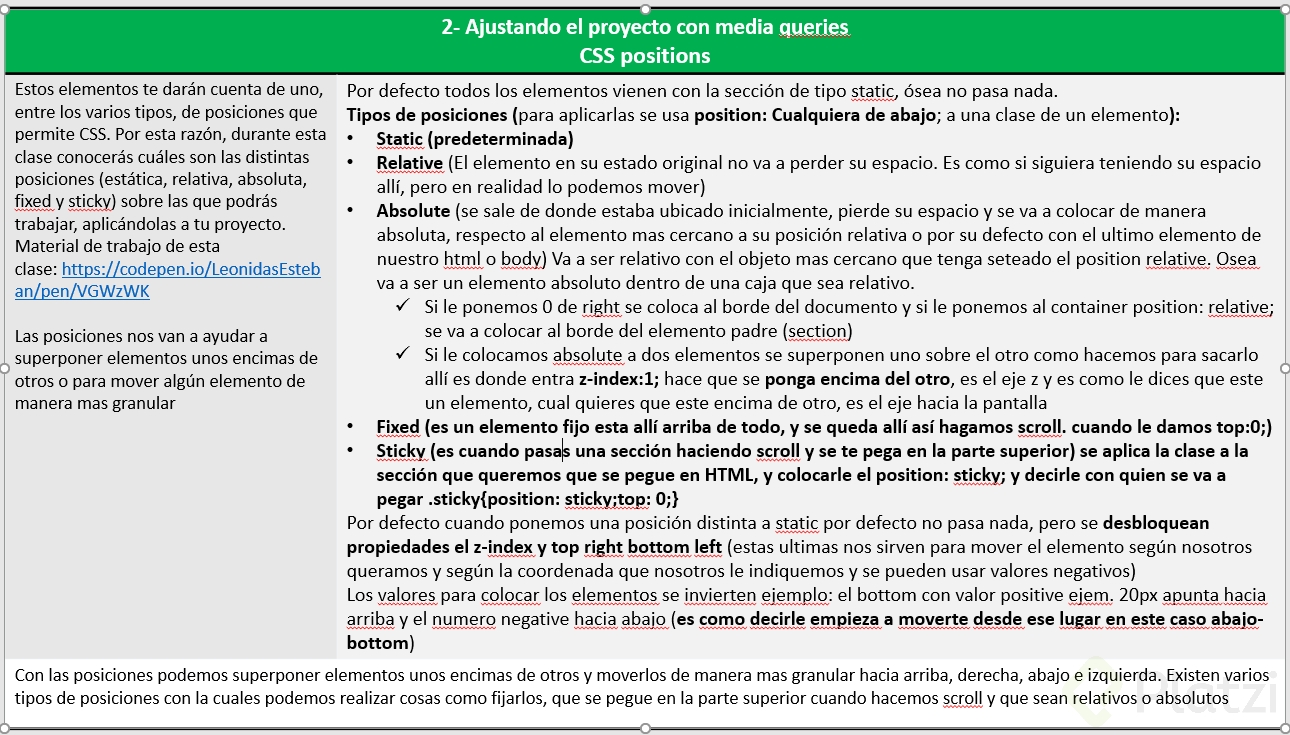 2- Ajustando el proyecto con media queries
CSS positions
Estos elementos te darán cuenta de uno,
entre los varios tipos, de posiciones que
permite CSS. Por esta razón, durante esta
clase conocerás cuáles son las distintas
posiciones (estática, relativa, absoluta,
fixed y sticky) sobre las que podrás
trabajar, aplicándolas a tu proyecto.
Material de trabajo de esta
clase: https://codepen.io/LeonidasEsteb
an/pen/VGWzWK
Las posiciones nos van a ayudar a
superponer elementos unos encimas de
otros o para mover algún elemento de
manera mas granular
Por defecto todos los elementos vienen con la sección de tipo static, ósea no pasa nada.
Tipos de posiciones (para aplicarlas se usa position: Cualquiera de abajo; a una clase de un elemento):
• Static (predeterminada)
• Relative (El elemento en su estado original no va a perder su espacio. Es como si siguiera teniendo su espacio
allí, pero en realidad lo podemos mover)
• Absolute (se sale de donde estaba ubicado inicialmente, pierde su espacio y se va a colocar de manera
absoluta, respecto al elemento mas cercano a su posición relativa o por su defecto con el ultimo elemento de
nuestro html o body) Va a ser relativo con el objeto mas cercano que tenga seteado el position relative. Osea
va a ser un elemento absoluto dentro de una caja que sea relativo.
✓ Si le ponemos 0 de right se coloca al borde del documento y si le ponemos al container position: relative;
se va a colocar al borde del elemento padre (section)
✓ Si le colocamos absolute a dos elementos se superponen uno sobre el otro como hacemos para sacarlo
allí es donde entra z-index:1; hace que se ponga encima del otro, es el eje z y es como le dices que este
un elemento, cual quieres que este encima de otro, es el eje hacia la pantalla
• Fixed (es un elemento fijo esta allí arriba de todo, y se queda allí así hagamos scroll. cuando le damos top:0;)
• Sticky (es cuando pasas una sección haciendo scroll y se te pega en la parte superior) se aplica la clase a la
sección que queremos que se pegue en HTML, y colocarle el position: sticky; y decirle con quien se va a
pegar .sticky{position: sticky;top: 0;}
Por defecto cuando ponemos una posición distinta a static por defecto no pasa nada, pero se desbloquean
propiedades el z-index y top right bottom left (estas ultimas nos sirven para mover el elemento según nosotros
queramos y según la coordenada que nosotros le indiquemos y se pueden usar valores negativos)
Los valores para colocar los elementos se invierten ejemplo: el bottom con valor positive ejem. 20px apunta hacia
arriba y el numero negative hacia abajo (es como decirle empieza a moverte desde ese lugar en este caso abajo-
bottom)
Con las posiciones podemos superponer elementos unos encimas de otros y moverlos de manera mas granular hacia arriba, derecha, abajo e izquierda. Existen varios
tipos de posiciones con la cuales podemos realizar cosas como fijarlos, que se pegue en la parte superior cuando hacemos scroll y que sean relativos o absolutos
Platzi